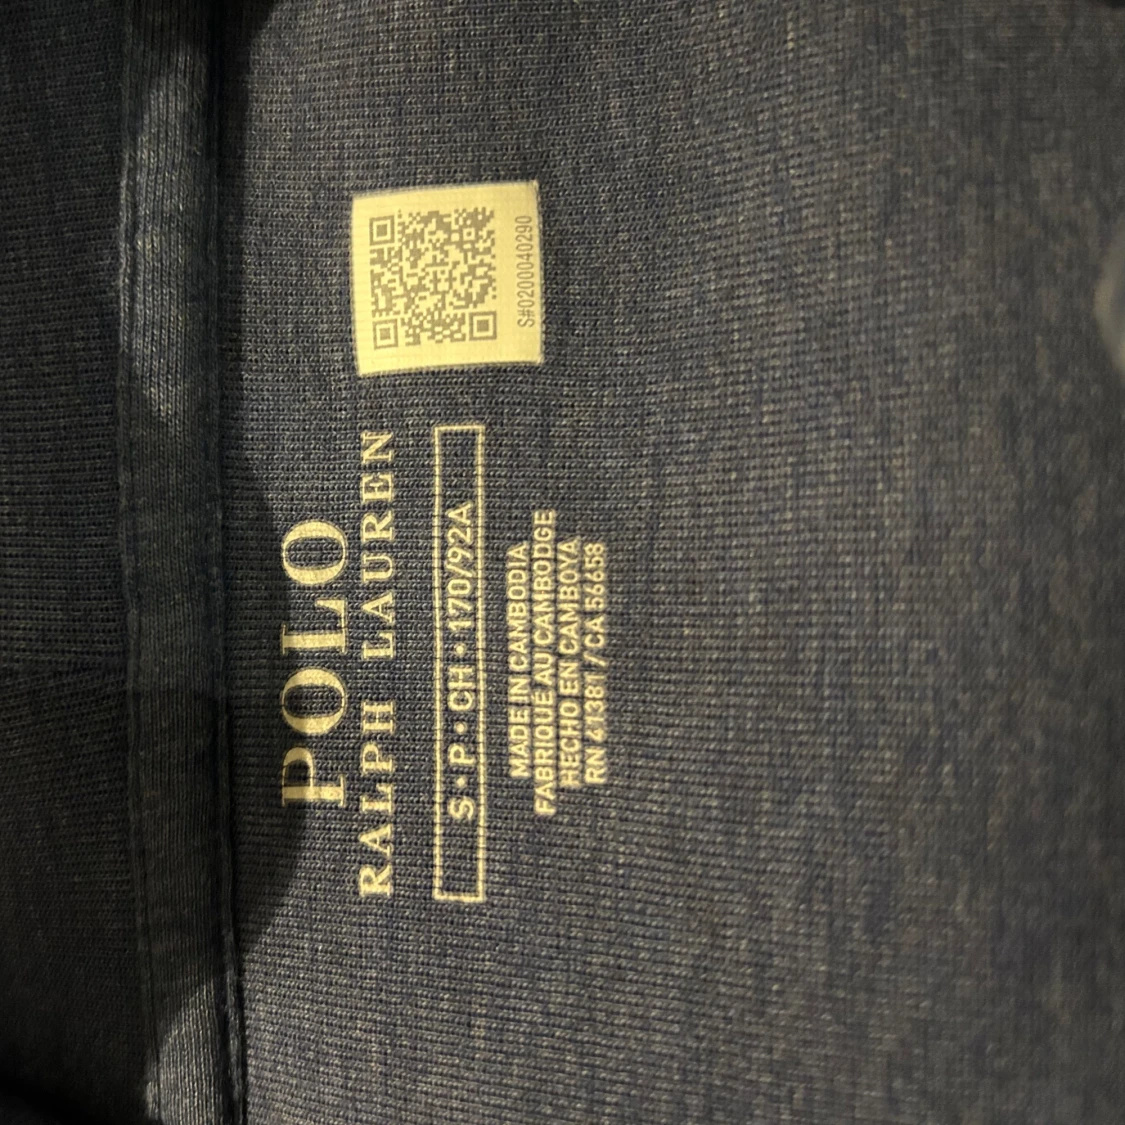 POLO
RALPH LAUREN
S • P • CH • 170/92A
MADE IN CAMBODIA
FABRIQUÉ AU CAMBODGE
HECHO EN CAMBOYA
RN 41381 / CA 56658
S#0200040290